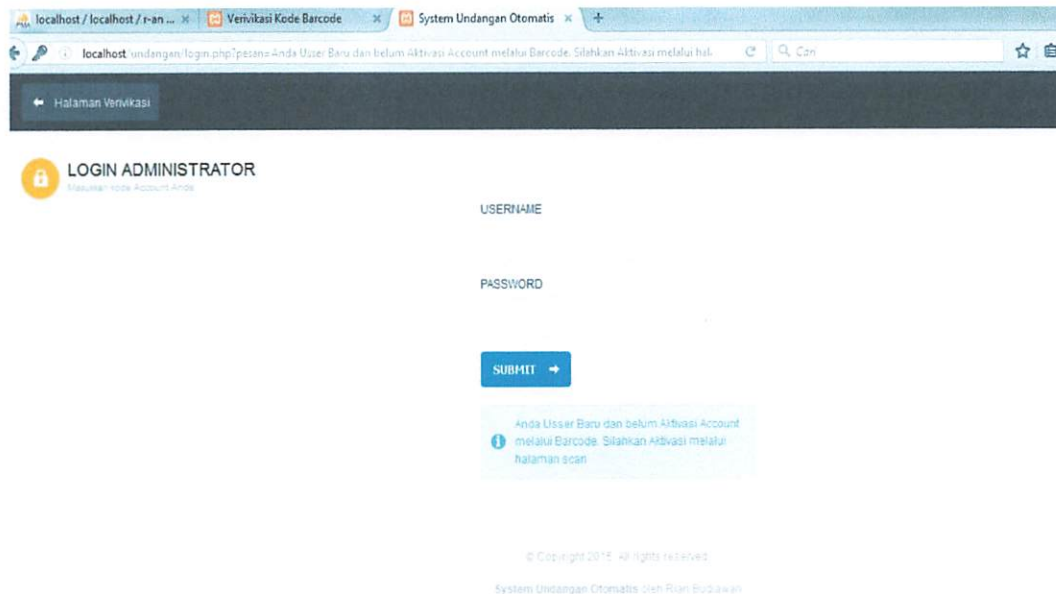 localhost / localhost / r-an ...
Verivikasi Kode Barcode
System Undangan Otomatis
localhost/undangan/login.php?pesan=Anda Usser Baru dan belum Aktivasi Account melalui Barcode. Silahkan Aktivasi melalui hal
Cari
Halaman Verivikasi
LOGIN ADMINISTRATOR
Masukan kode Account Anda
USERNAME
PASSWORD
SUBMIT
Anda Usser Baru dan belum Aktivasi Account
melalui Barcode. Silahkan Aktivasi melalui
halaman scan
© Copyright 2015. All rights reserved
System Undangan Otomatis oleh Rian Budiawan